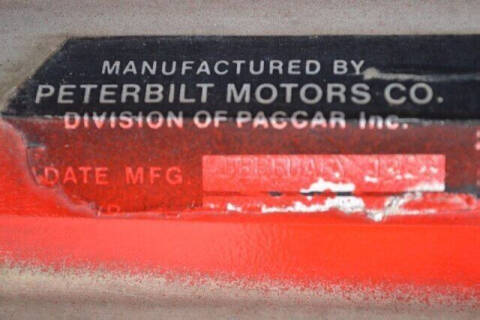 MANUFACTURED BY
PETERBILT MOTORS CO.
DIVISION OF PACCAR Inc.
DATE MFG.